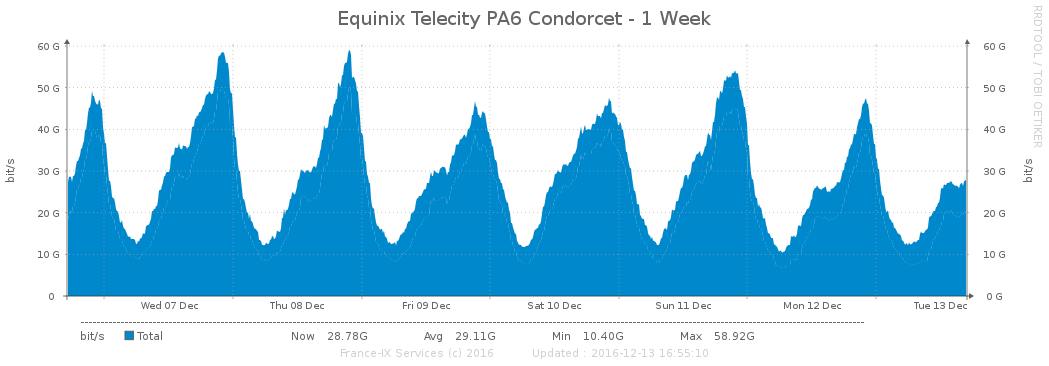 Equinix Telecity PA6 Condorcet - 1 Week
RRDTOOL / TOBI OETIKER
60 G 60 G
50 G 50 G
40 G 40 G
30 G 30 G
20 G 20 G
10 G 10 G
0 0 G
bit/s bit/s
Wed 07 Dec Thu 08 Dec Fri 09 Dec Sat 10 Dec Sun 11 Dec Mon 12 Dec Tue 13 Dec
bit/s Total Now 28.78G Avg 29.11G Min 10.40G Max 58.92G
France-IX Services (c) 2016 Updated : 2016-12-13 16:55:10